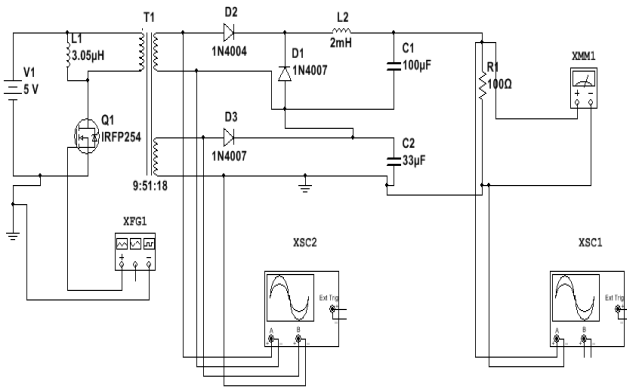 T1
D2
L2
L1
3.05µH
1N4004
2mH
D1
1N4007
C1
100µF
R1
100Ω
XMM1
V1
5 V
Q1
IRFP254
D3
1N4007
C2
33µF
9:51:18
XFG1
XSC2
XSC1
Ext Trig
A
B
Ext Trig
A
B